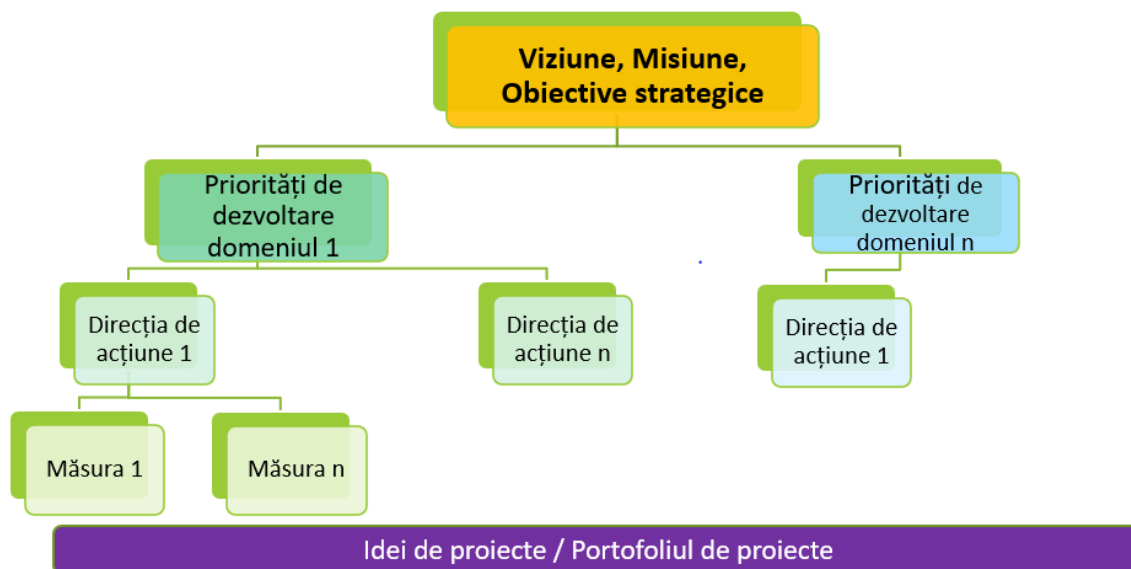 Viziune, Misiune,
Obiective strategice
Priorități de
dezvoltare
domeniul 1
Priorități de
dezvoltare
domeniul n
Direcția de
acțiune 1
Direcția de
acțiune n
Direcția de
acțiune 1
Măsura 1
Măsura n
Idei de proiecte / Portofoliul de proiecte